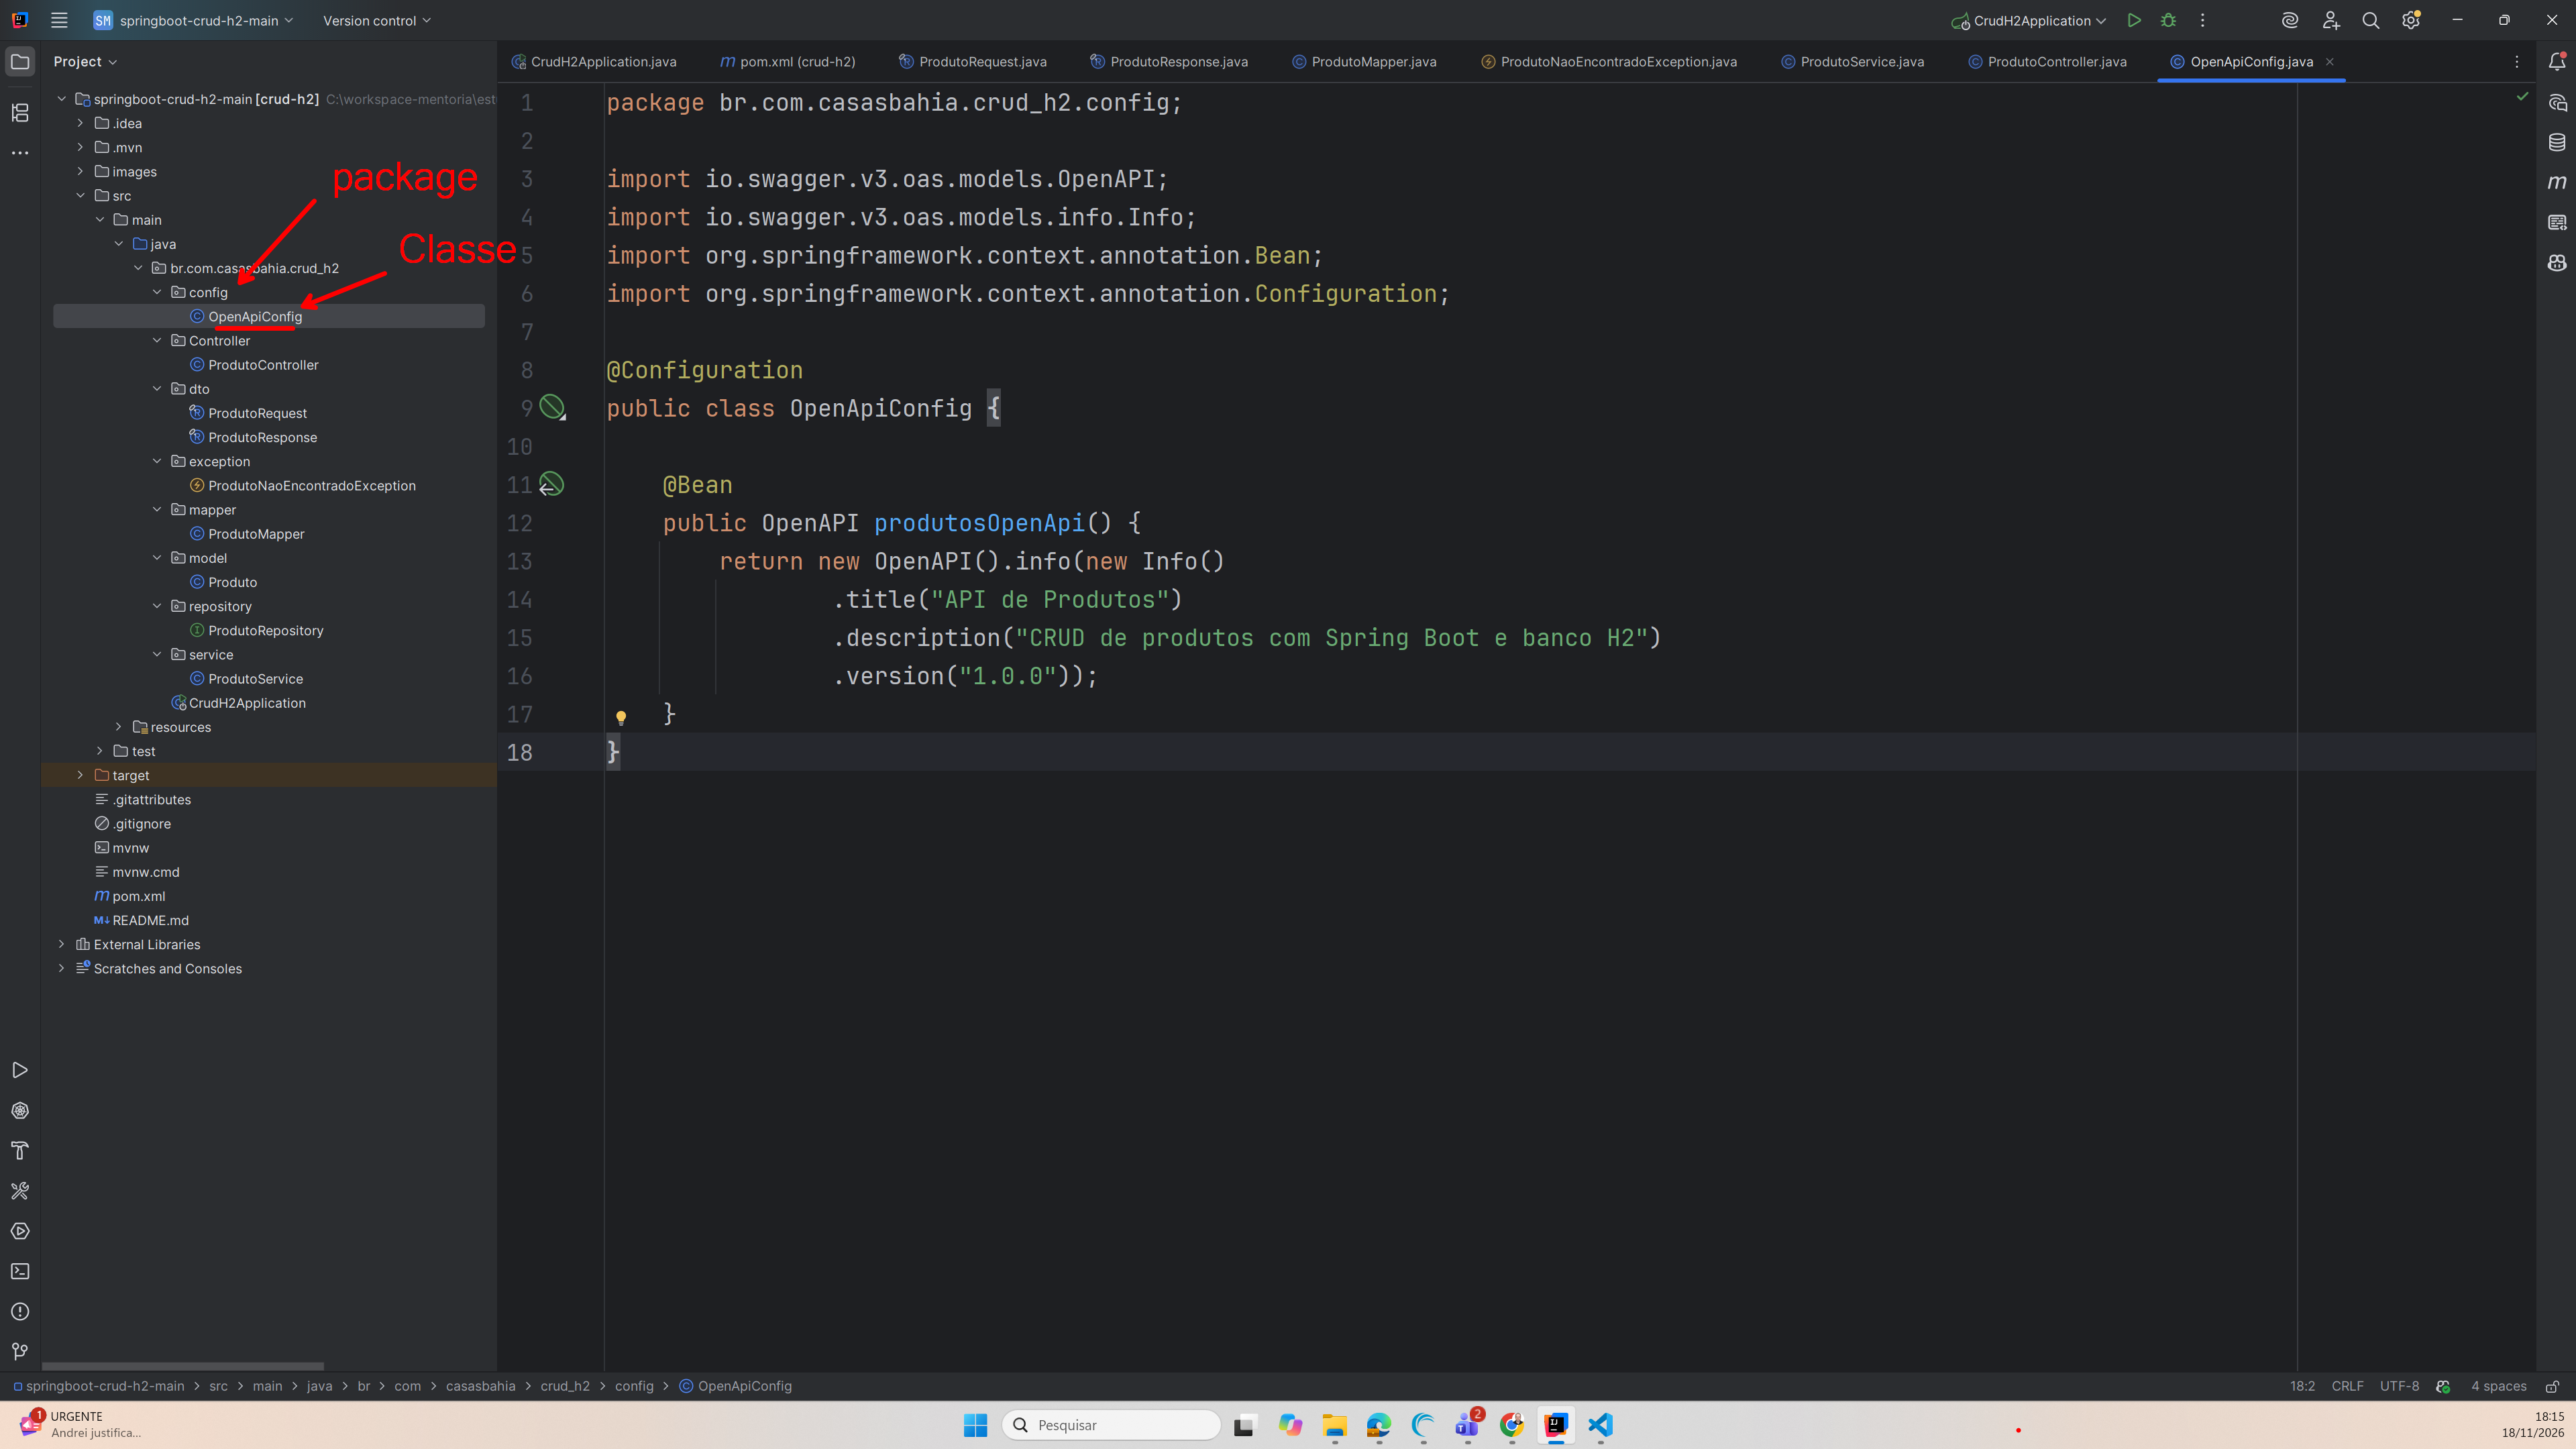 SM springboot-crud-h2-main Version control CrudH2Application
Project
CrudH2Application.java pom.xml (crud-h2) ProdutoRequest.java ProdutoResponse.java ProdutoMapper.java ProdutoNaoEncontradoException.java ProdutoService.java ProdutoController.java OpenApiConfig.java
springboot-crud-h2-main [crud-h2] C:\workspace-mentoria\est
.idea
.mvn
images
src
main
java
br.com.casasbahia.crud_h2
config
OpenApiConfig
Controller
ProdutoController
dto
ProdutoRequest
ProdutoResponse
exception
ProdutoNaoEncontradoException
mapper
ProdutoMapper
model
Produto
repository
ProdutoRepository
service
ProdutoService
CrudH2Application
resources
test
target
.gitattributes
.gitignore
mvnw
mvnw.cmd
pom.xml
README.md
External Libraries
Scratches and Consoles
package
Classe
1 package br.com.casasbahia.crud_h2.config;
2
3 import io.swagger.v3.oas.models.OpenAPI;
4 import io.swagger.v3.oas.models.info.Info;
5 import org.springframework.context.annotation.Bean;
6 import org.springframework.context.annotation.Configuration;
7
8 @Configuration
9 public class OpenApiConfig {
10
11 @Bean
12 public OpenAPI produtosOpenApi() {
13 return new OpenAPI().info(new Info()
14 .title("API de Produtos")
15 .description("CRUD de produtos com Spring Boot e banco H2")
16 .version("1.0.0"));
17 }
18 }
springboot-crud-h2-main > src > main > java > br > com > casasbahia > crud_h2 > config > OpenApiConfig 18:2 CRLF UTF-8 4 spaces
1 URGENTE
Andrei justifica...
Pesquisar
2
18:15
18/11/2026